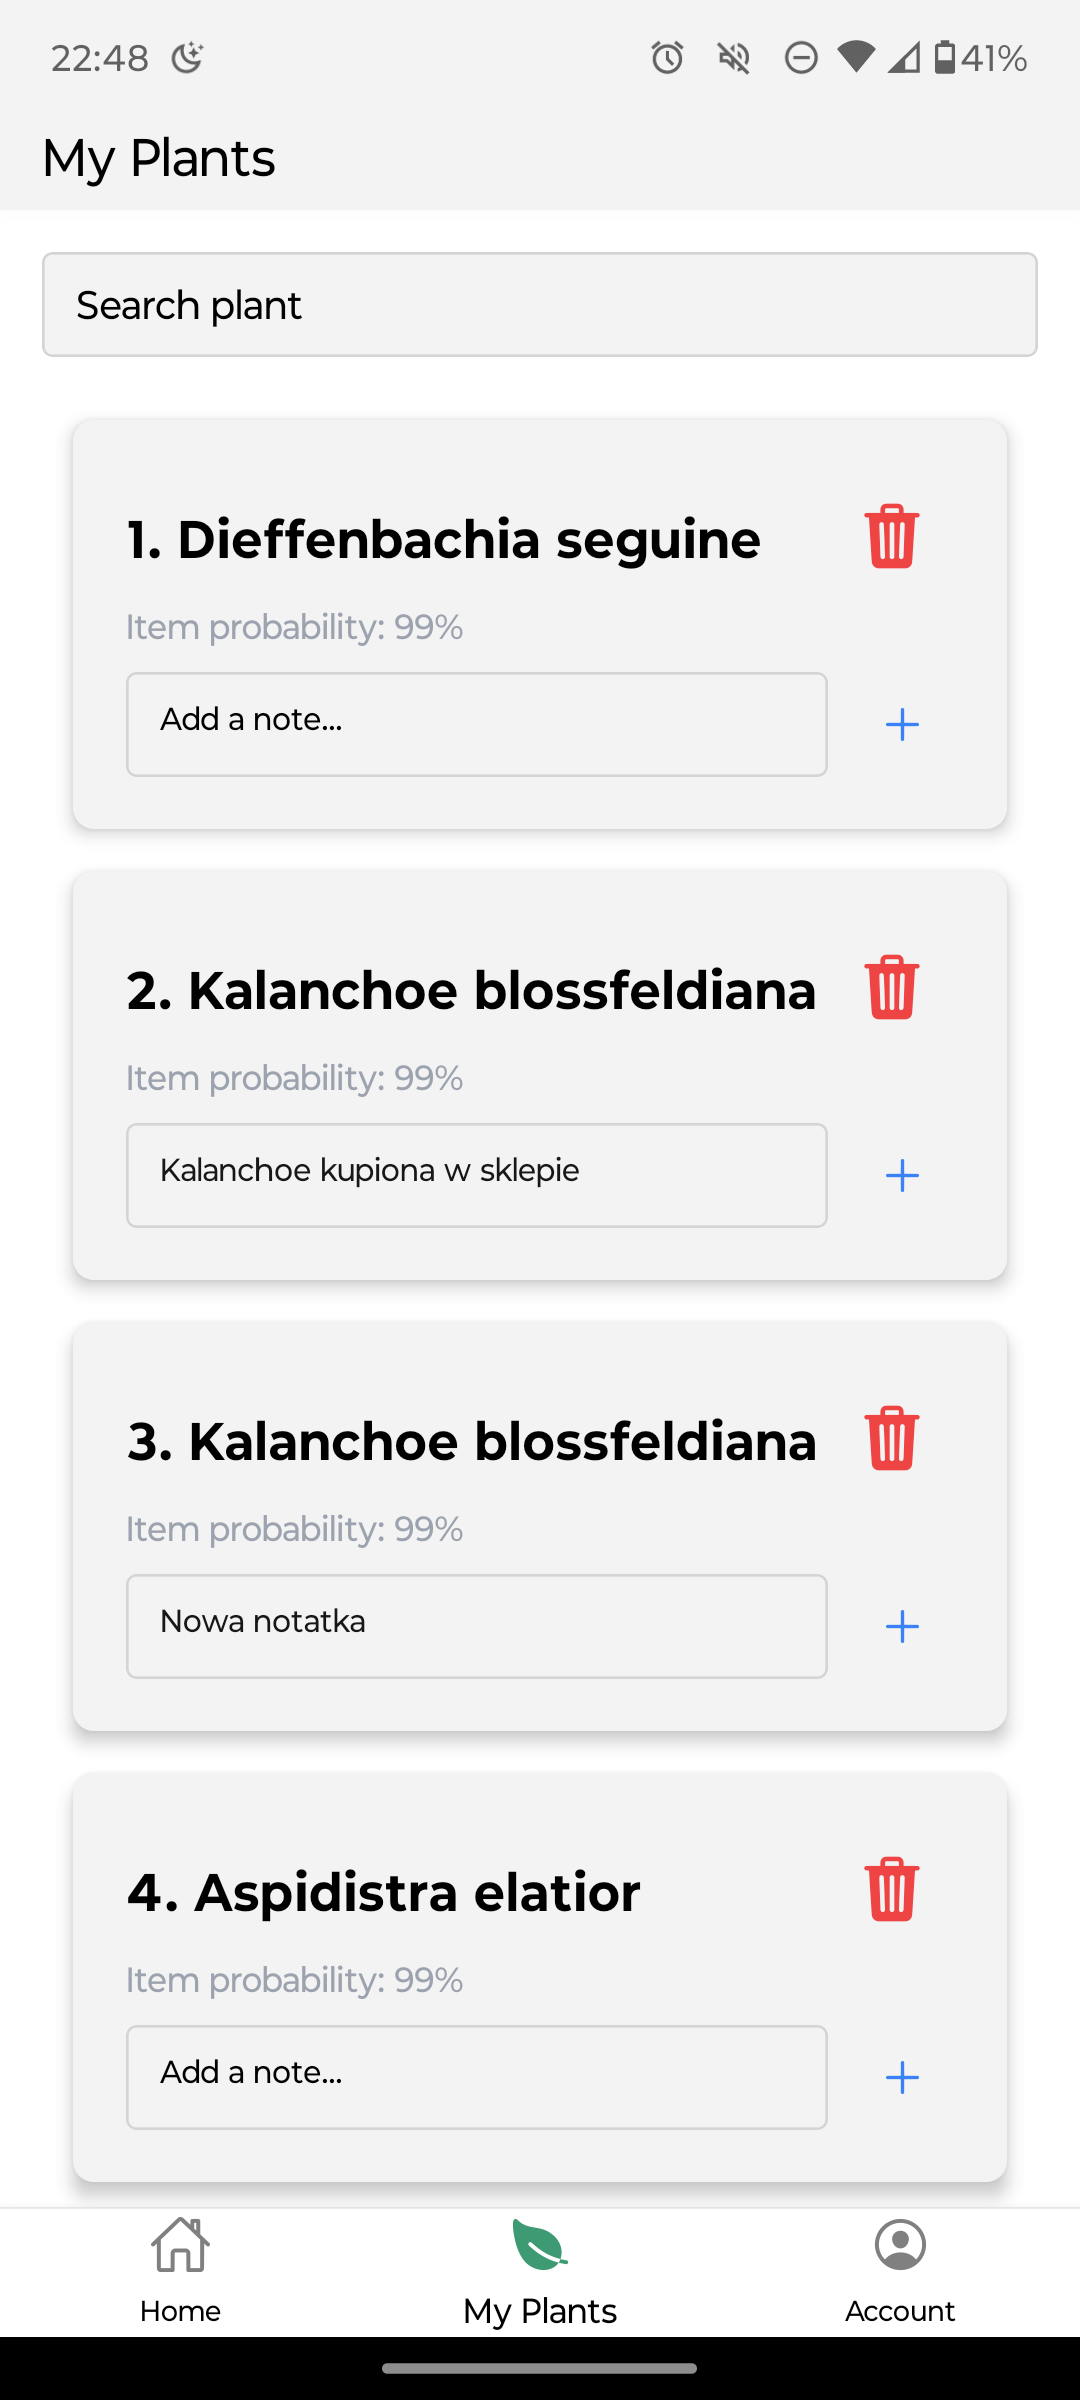 22:48 41%
My Plants
Search plant
1. Dieffenbachia seguine
Item probability: 99%
Add a note...
2. Kalanchoe blossfeldiana
Item probability: 99%
Kalanchoe kupiona w sklepie
3. Kalanchoe blossfeldiana
Item probability: 99%
Nowa notatka
4. Aspidistra elatior
Item probability: 99%
Add a note...
Home My Plants Account